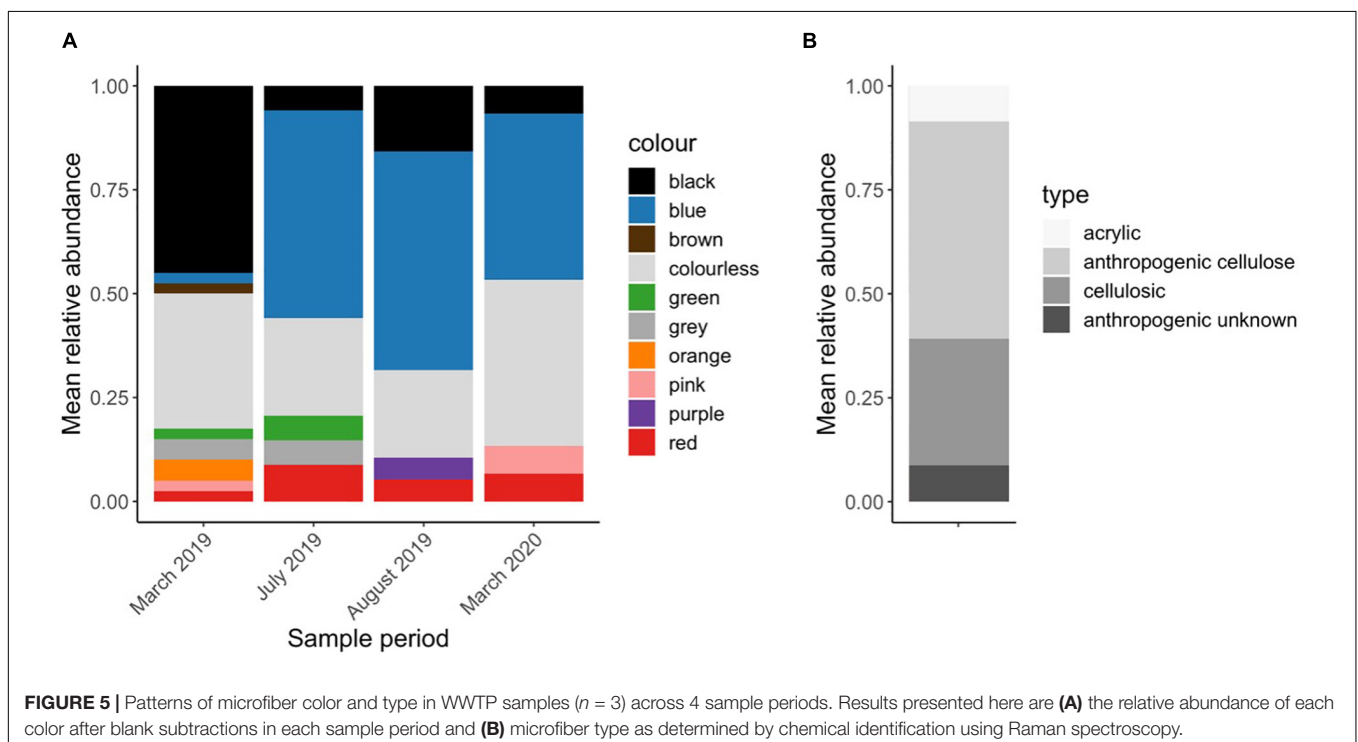 A
B
Mean relative abundance
1.00
0.75
0.50
0.25
0.00
March 2019
July 2019
August 2019
March 2020
Sample period
colour
black
blue
brown
colourless
green
grey
orange
pink
purple
red
Mean relative abundance
1.00
0.75
0.50
0.25
0.00
type
acrylic
anthropogenic cellulose
cellulosic
anthropogenic unknown
FIGURE 5 | Patterns of microfiber color and type in WWTP samples (n = 3) across 4 sample periods. Results presented here are (A) the relative abundance of each
color after blank subtractions in each sample period and (B) microfiber type as determined by chemical identification using Raman spectroscopy.